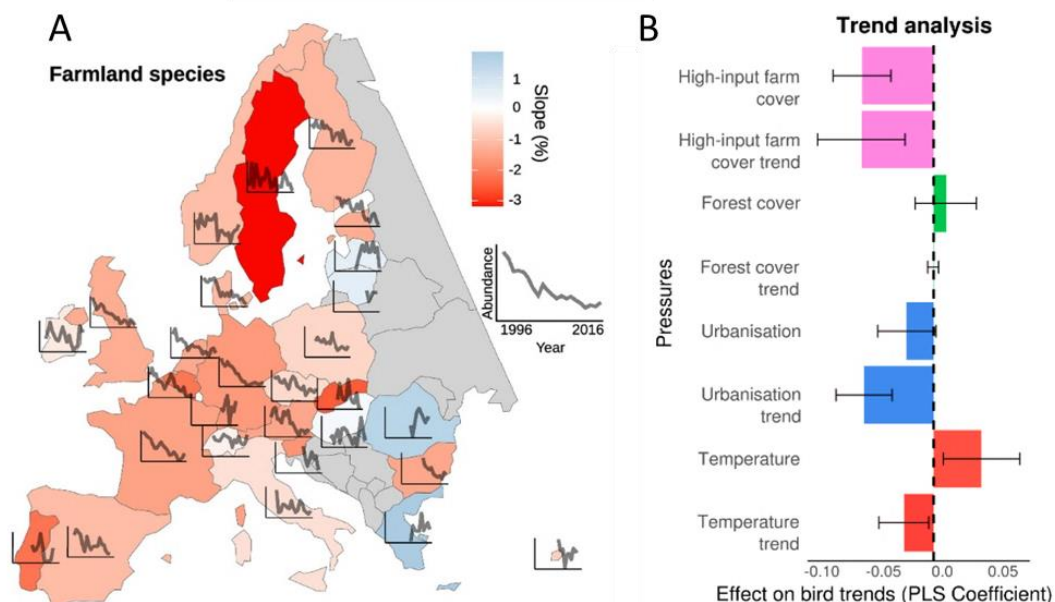 A
Farmland species
1
0
-1
-2
-3
Slope (%)
Abundance
1996 2016
Year
B
Trend analysis
Pressures
High-input farm
cover
High-input farm
cover trend
Forest cover
Forest cover
trend
Urbanisation
Urbanisation
trend
Temperature
Temperature
trend
-0.10 -0.05 0.0 0.05
Effect on bird trends (PLS Coefficient)